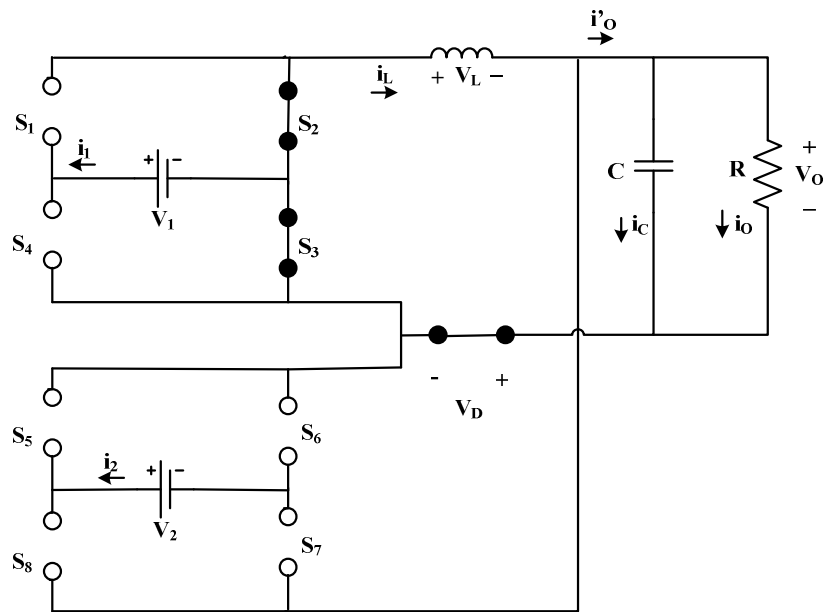 i'O
iL
+ VL −
S1
S2
i1
+ −
V1
S4
S3
C
R
+
VO
−
iC
iO
- +
VD
S5
S6
i2
+ −
V2
S8
S7